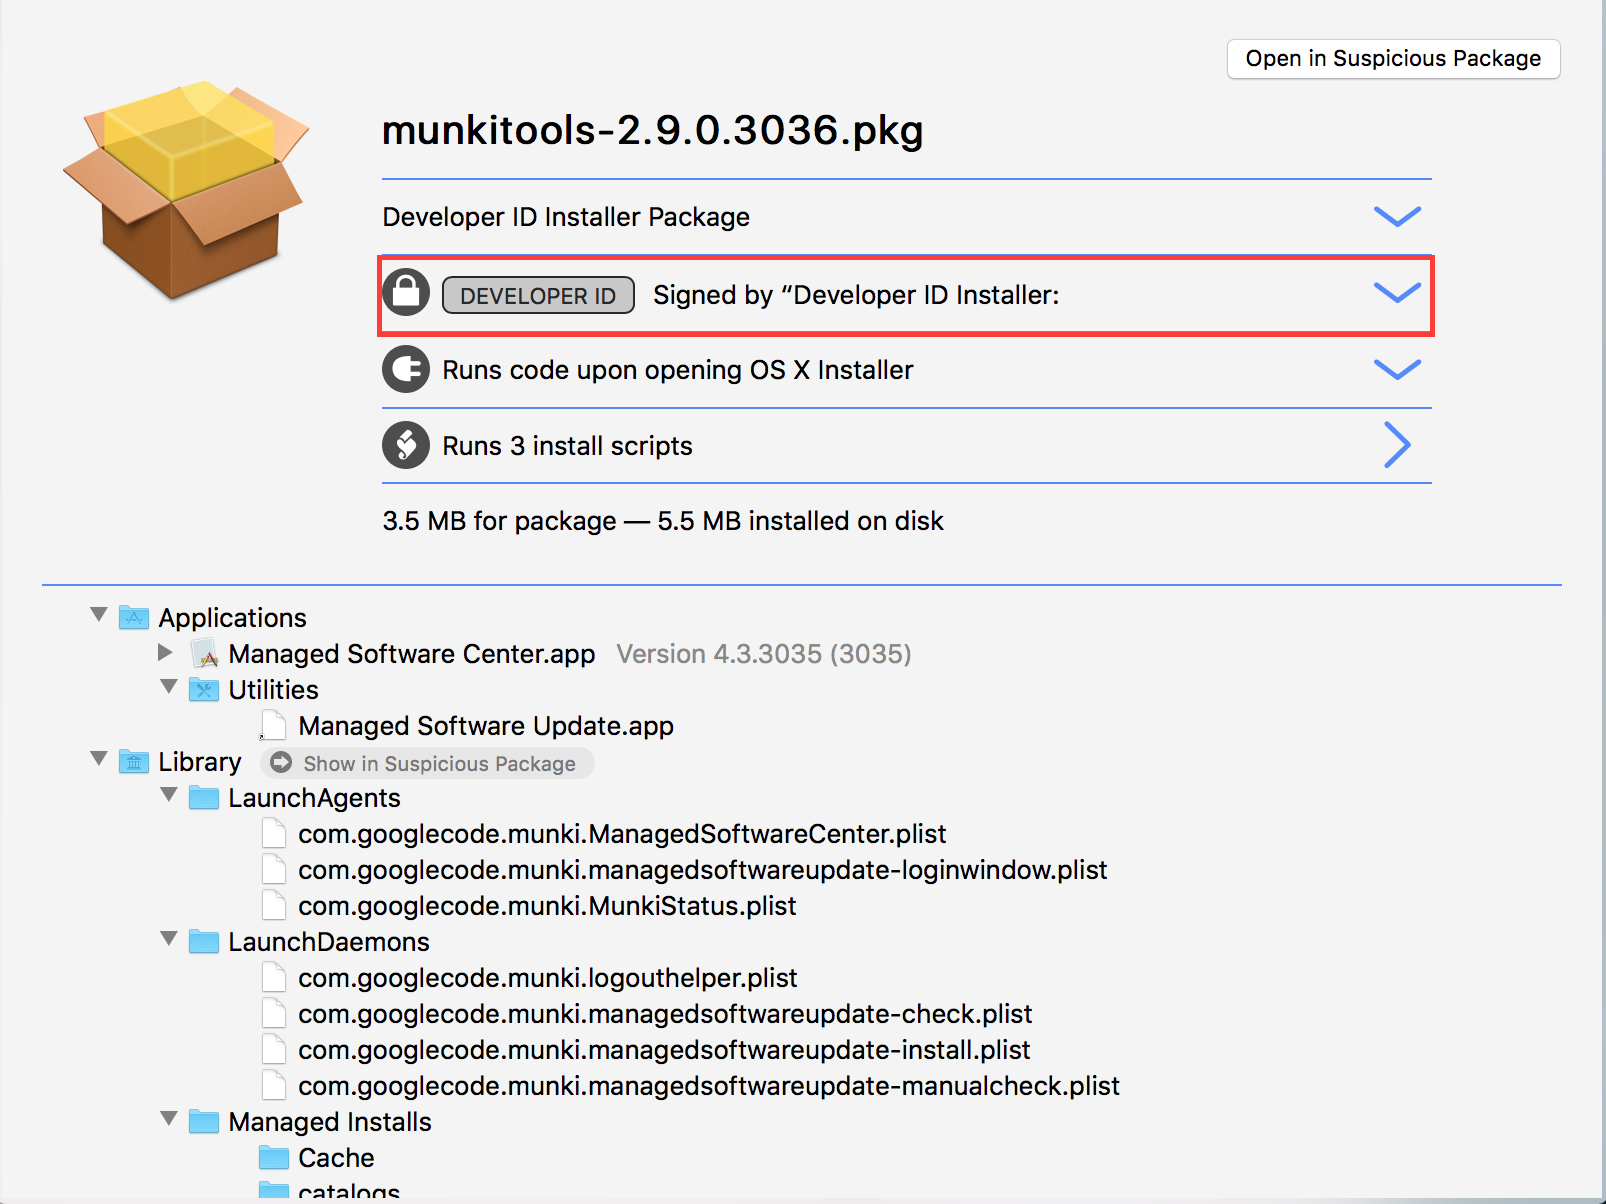 Open in Suspicious Package
munkitools-2.9.0.3036.pkg
Developer ID Installer Package
DEVELOPER ID Signed by “Developer ID Installer:
Runs code upon opening OS X Installer
Runs 3 install scripts
3.5 MB for package — 5.5 MB installed on disk
Applications
Managed Software Center.app Version 4.3.3035 (3035)
Utilities
Managed Software Update.app
Library Show in Suspicious Package
LaunchAgents
com.googlecode.munki.ManagedSoftwareCenter.plist
com.googlecode.munki.managedsoftwareupdate-loginwindow.plist
com.googlecode.munki.MunkiStatus.plist
LaunchDaemons
com.googlecode.munki.logouthelper.plist
com.googlecode.munki.managedsoftwareupdate-check.plist
com.googlecode.munki.managedsoftwareupdate-install.plist
com.googlecode.munki.managedsoftwareupdate-manualcheck.plist
Managed Installs
Cache
catalogs